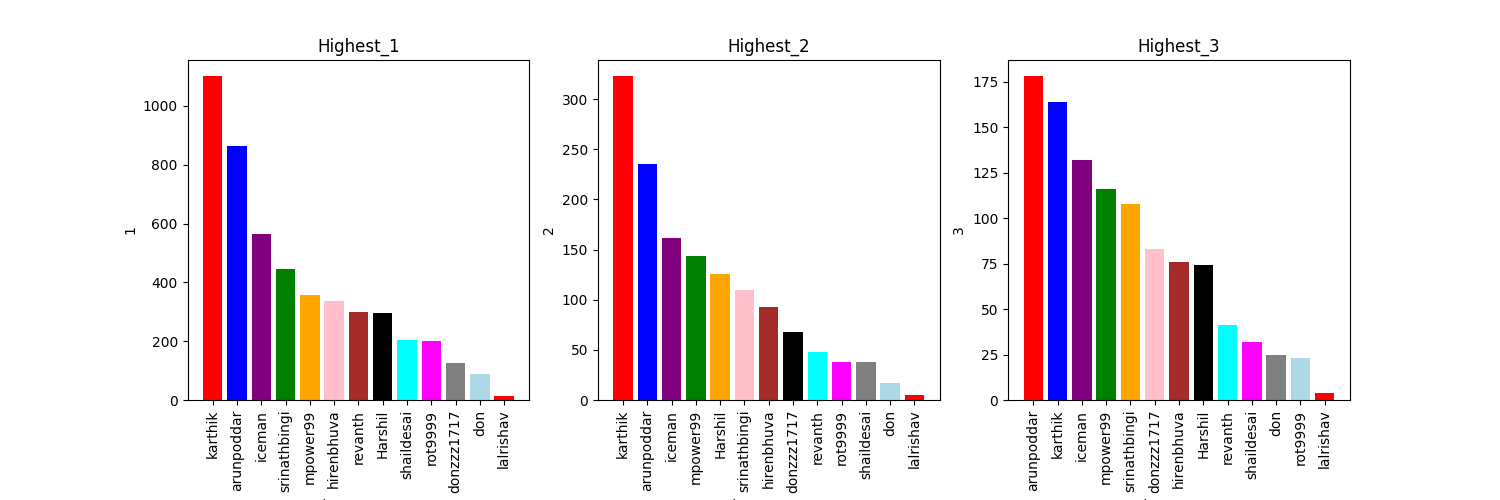 Highest_1
1
1000
800
600
400
200
0
karthik
arunpoddar
iceman
srinathbingi
mpower99
hirenbhuva
revanth
Harshil
shaildesai
rot9999
donzzz1717
don
lalrishav
Highest_2
2
300
250
200
150
100
50
0
karthik
arunpoddar
iceman
mpower99
Harshil
srinathbingi
hirenbhuva
donzzz1717
revanth
rot9999
shaildesai
don
lalrishav
Highest_3
3
175
150
125
100
75
50
25
0
arunpoddar
karthik
iceman
mpower99
srinathbingi
donzzz1717
hirenbhuva
Harshil
revanth
shaildesai
don
rot9999
lalrishav